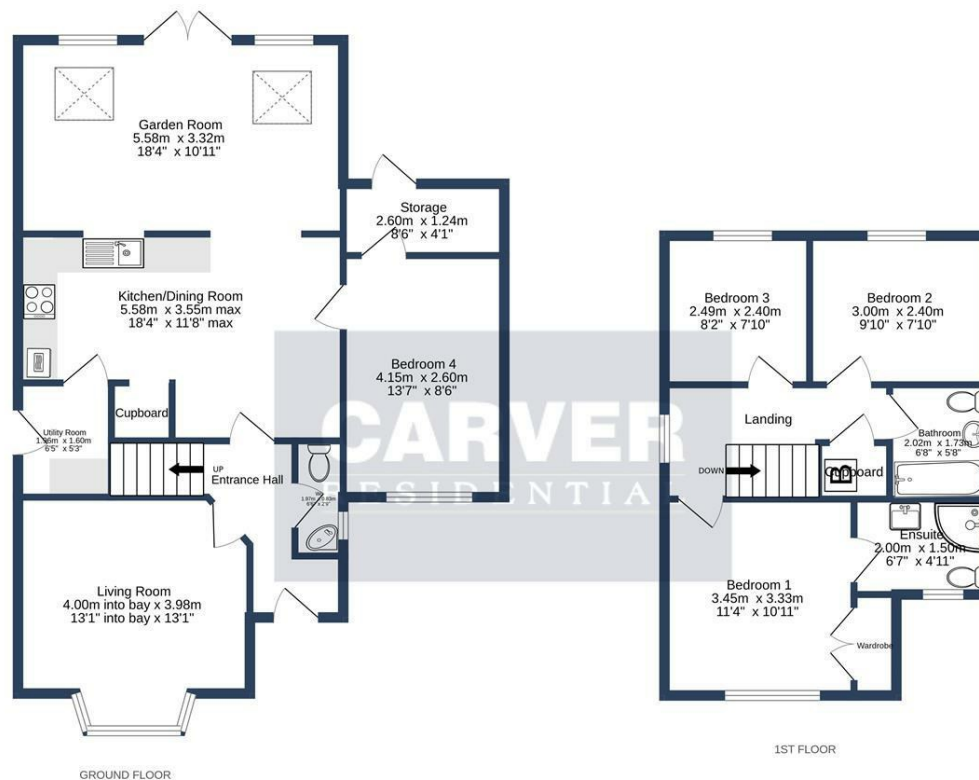 Garden Room
5.58m x 3.32m
18'4" x 10'11"
Storage
2.60m x 1.24m
8'6" x 4'1"
Kitchen/Dining Room
5.58m x 3.55m max
18'4" x 11'8" max
Bedroom 4
4.15m x 2.60m
13'7" x 8'6"
Cupboard
Utility Room
1.96m x 1.60m
6'5" x 5'3"
UP
Entrance Hall
Living Room
4.00m into bay x 3.98m
13'1" into bay x 13'1"
GROUND FLOOR
CARVER
RESIDENTIAL
Bedroom 3
2.49m x 2.40m
8'2" x 7'10"
Bedroom 2
3.00m x 2.40m
9'10" x 7'10"
Landing
DOWN
Cupboard
B
Bathroom
2.02m x 1.73m
6'8" x 5'8"
Ensuite
2.00m x 1.50m
6'7" x 4'11"
Bedroom 1
3.45m x 3.33m
11'4" x 10'11"
Wardrobe
1ST FLOOR